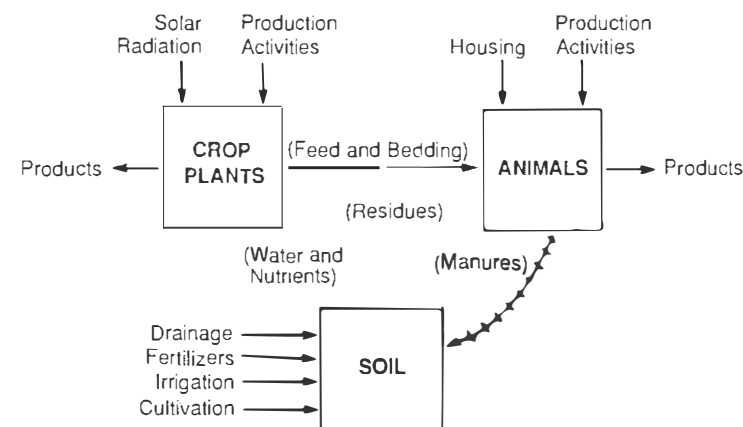 Solar
Radiation
Production
Activities
Housing
Production
Activities
Products
CROP
PLANTS
(Feed and Bedding)
ANIMALS
Products
(Residues)
(Water and
Nutrients)
(Manures)
Drainage
Fertilizers
Irrigation
Cultivation
SOIL